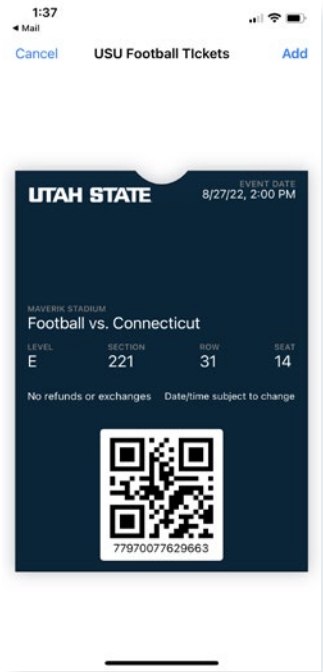 1:37
◀ Mail
Cancel USU Football TIckets Add
UTAH STATE
EVENT DATE
8/27/22, 2:00 PM
MAVERIK STADIUM
Football vs. Connecticut
LEVEL SECTION ROW SEAT
E 221 31 14
No refunds or exchanges Date/time subject to change
77970077629663